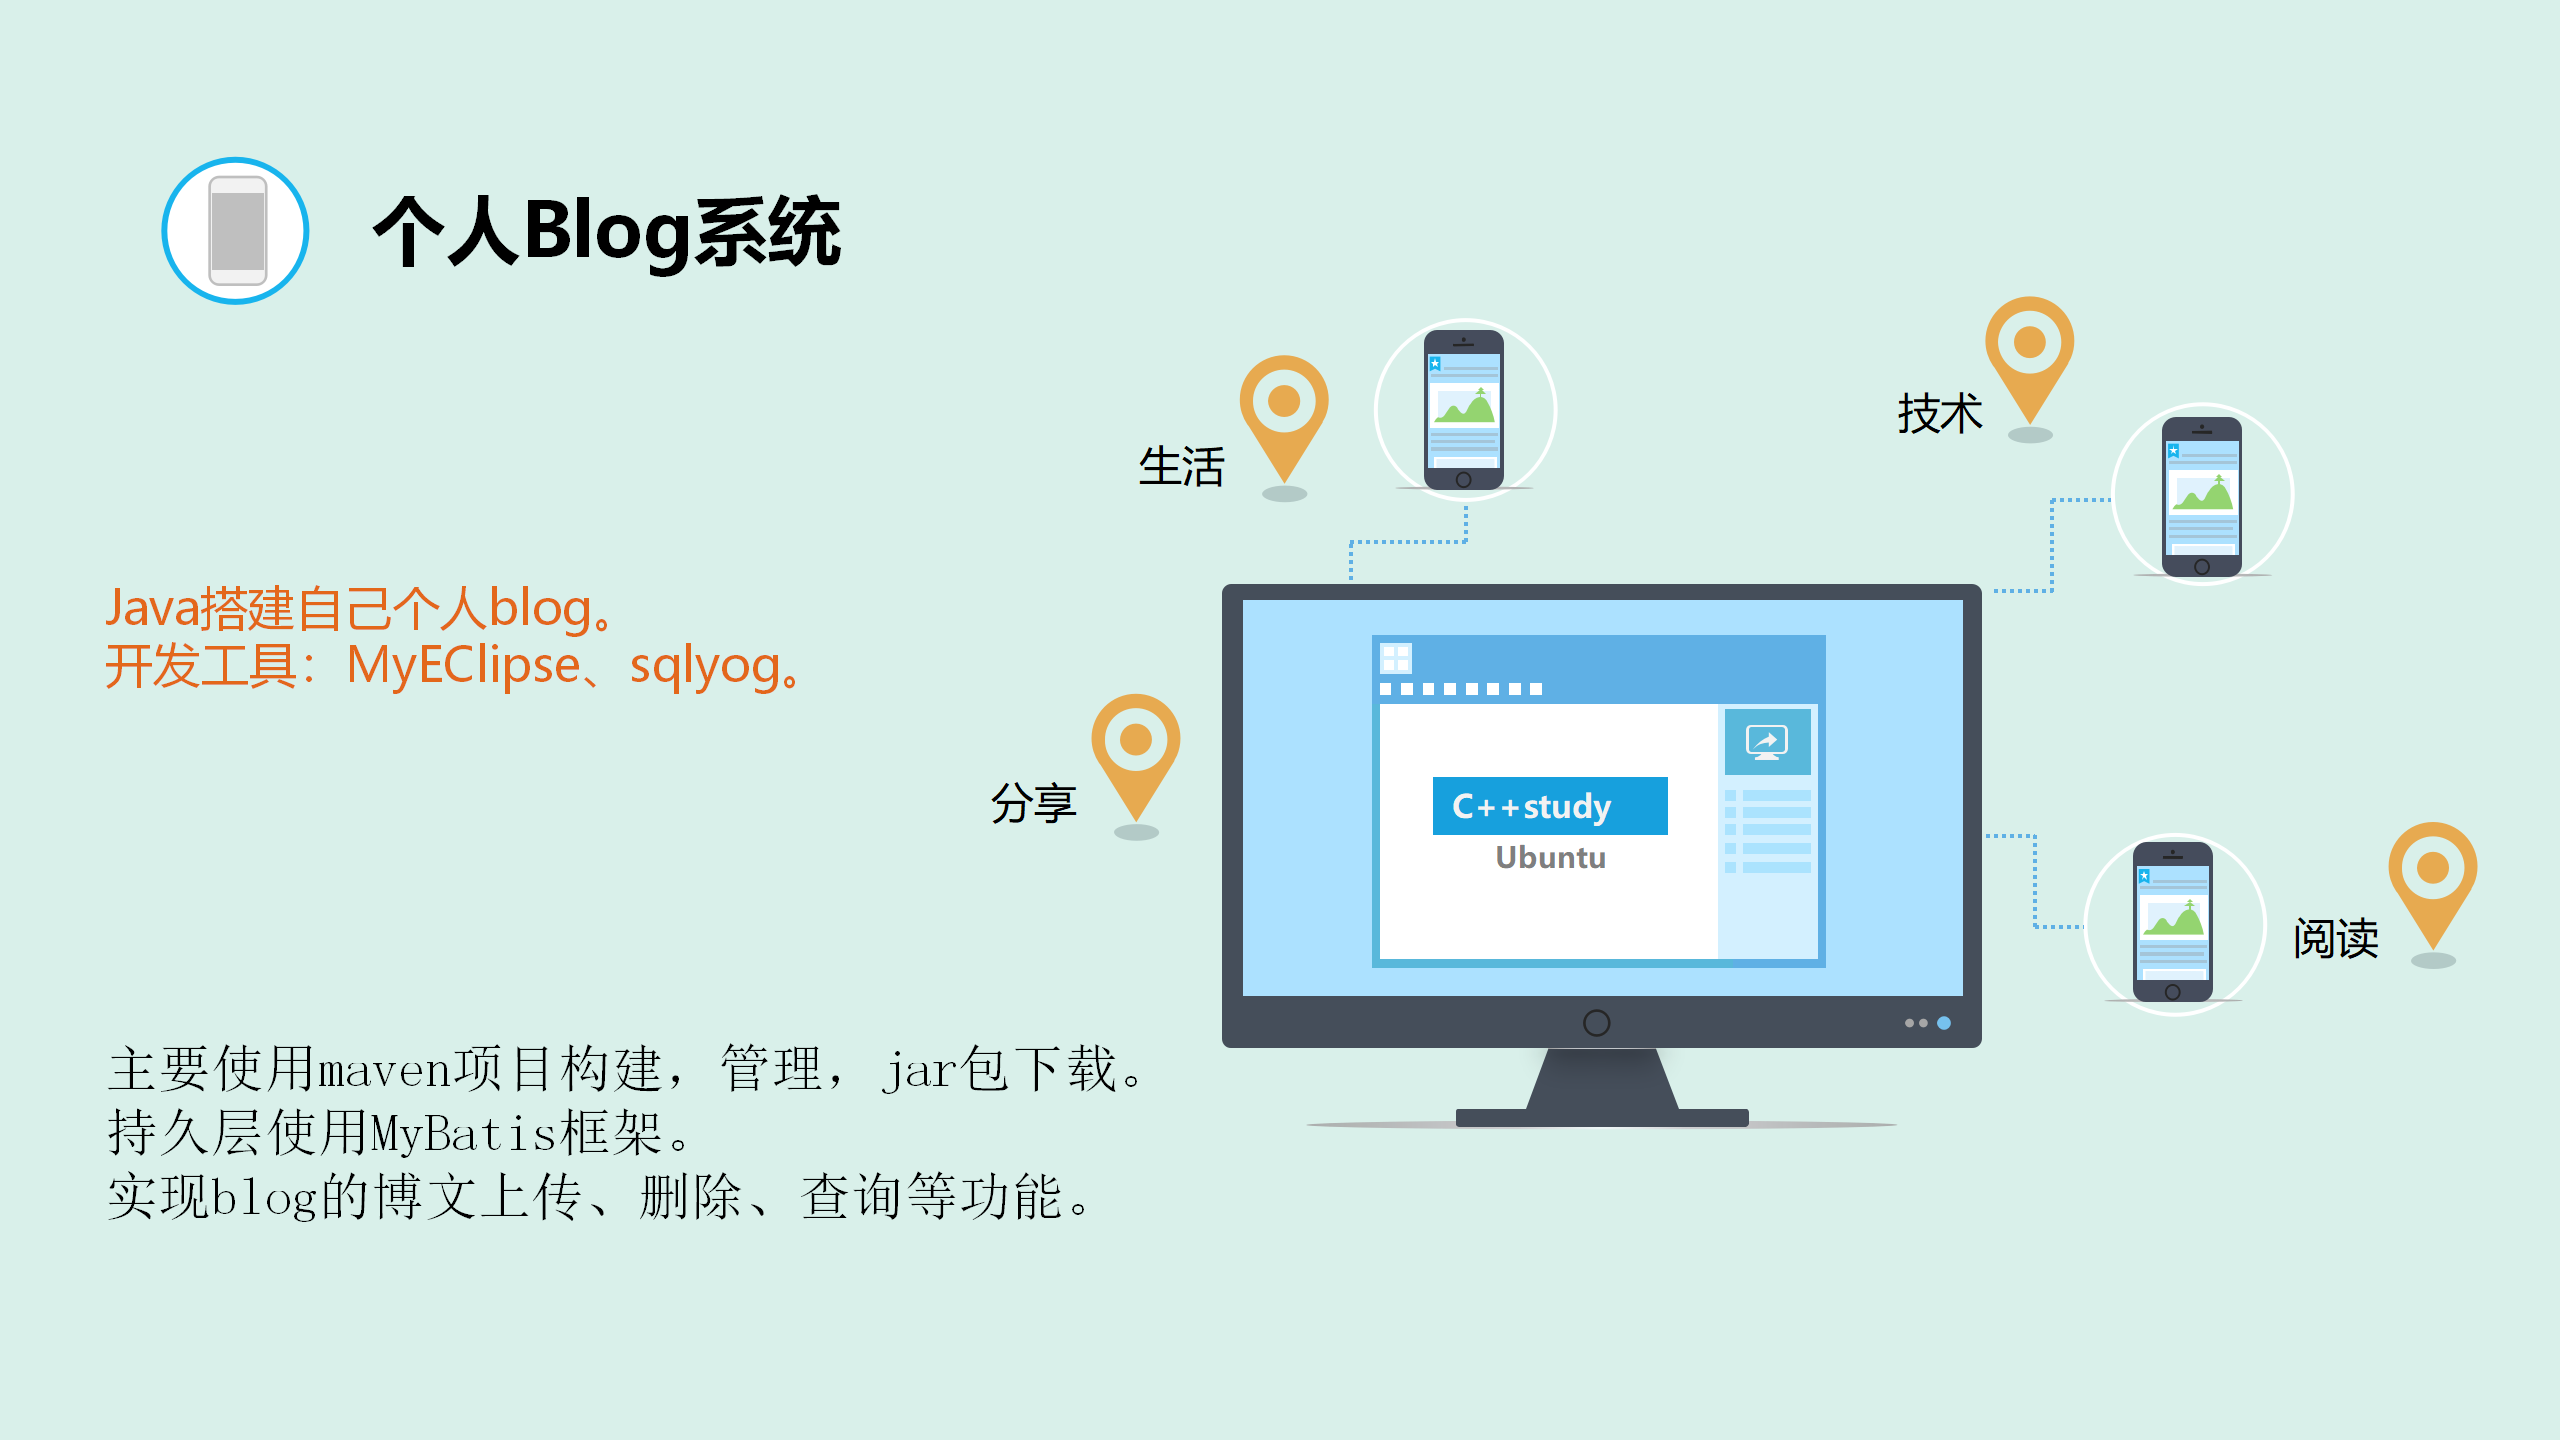 个人Blog系统
生活
技术
Java搭建自己个人blog。
开发工具：MyEClipse、sqlyog。
分享
C++study
Ubuntu
阅读
主要使用maven项目构建，管理，jar包下载。
持久层使用MyBatis框架。
实现blog的博文上传、删除、查询等功能。